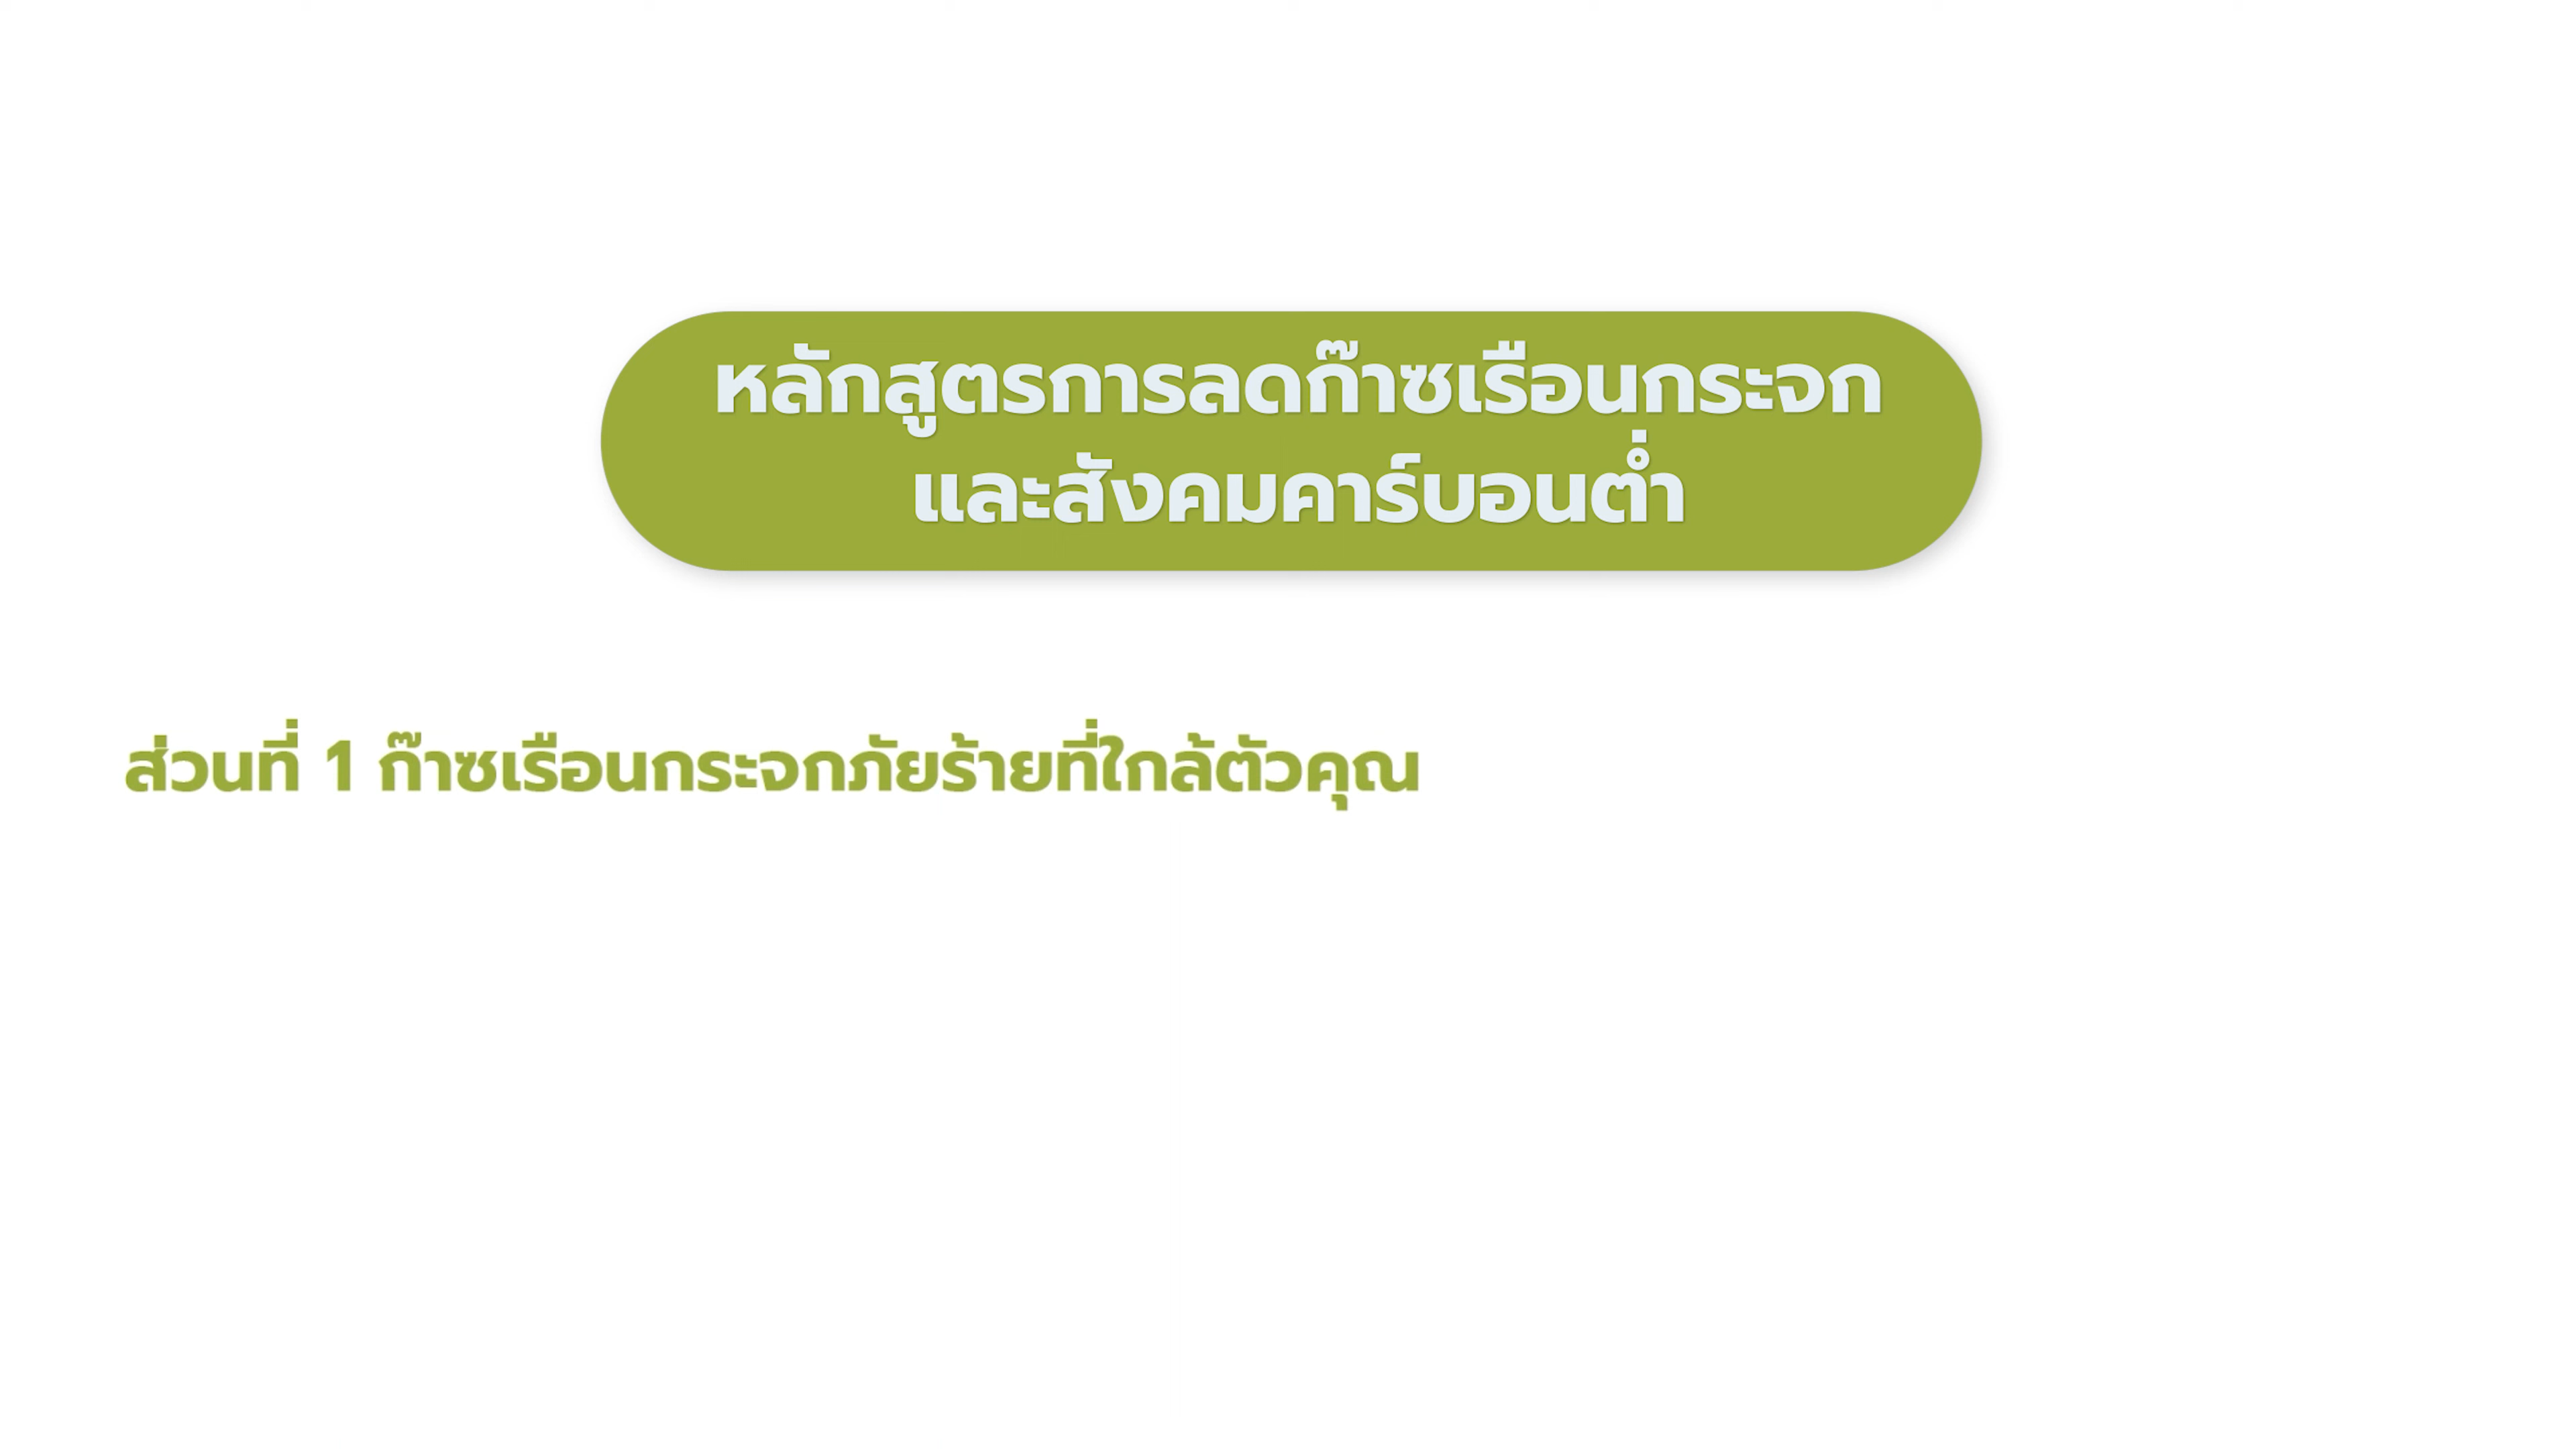 หลักสูตรการลดก๊าซเรือนกระจก
และสังคมคาร์บอนต่ำ
ส่วนที่ 1 ก๊าซเรือนกระจกภัยร้ายที่ใกล้ตัวคุณ